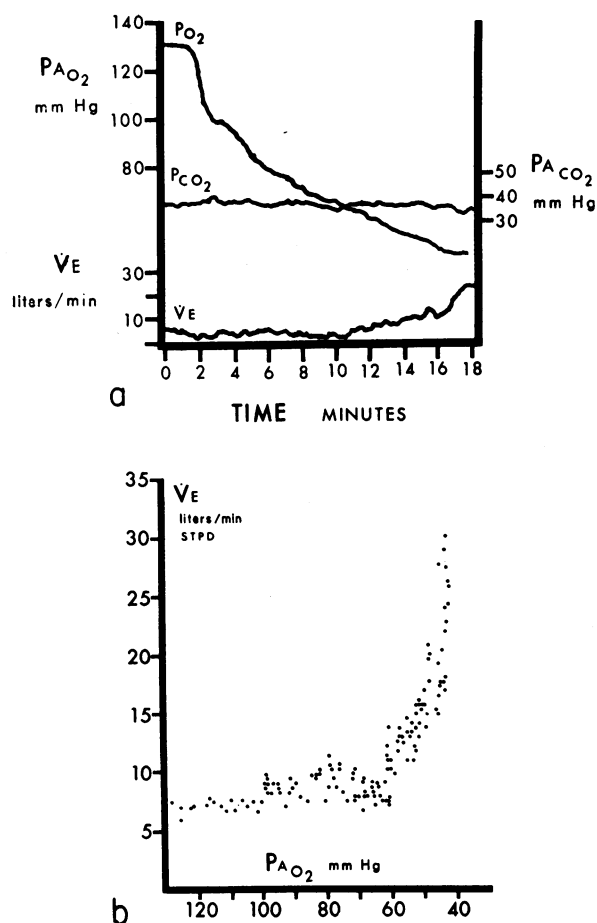 140
PO2
PAO2
120
mm Hg
100
80
PCO2
50
PACO2
40
mm Hg
30
V̇E
30
liters/min
V̇E
10
0 2 4 6 8 10 12 14 16 18
a
TIME MINUTES
35
V̇E
liters/min
STPD
30
25
20
15
10
5
PAO2 mm Hg
120 100 80 60 40
b